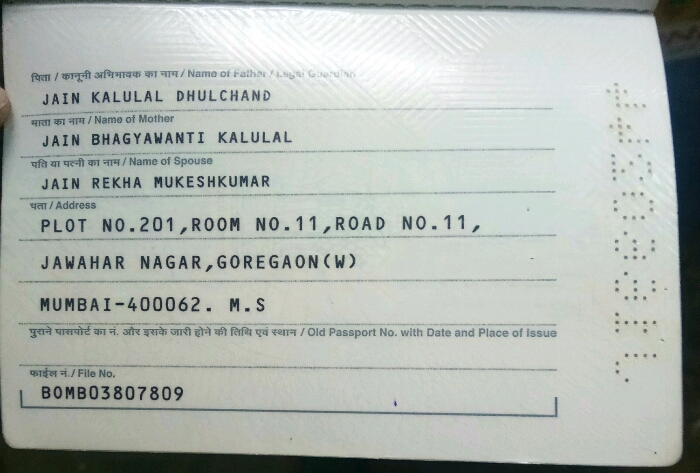 पिता / कानूनी अभिभावक का नाम / Name of Father / Legal Guardian
JAIN KALULAL DHULCHAND
माता का नाम / Name of Mother
JAIN BHAGYAWANTI KALULAL
पति या पत्नी का नाम / Name of Spouse
JAIN REKHA MUKESHKUMAR
पता / Address
PLOT NO.201,ROOM NO.11,ROAD NO.11,
JAWAHAR NAGAR,GOREGAON(W)
MUMBAI-400062. M.S
पुराने पासपोर्ट का नं. और इसके जारी होने की तिथि एवं स्थान / Old Passport No. with Date and Place of Issue
फाईल नं./ File No.
BOMB03807809